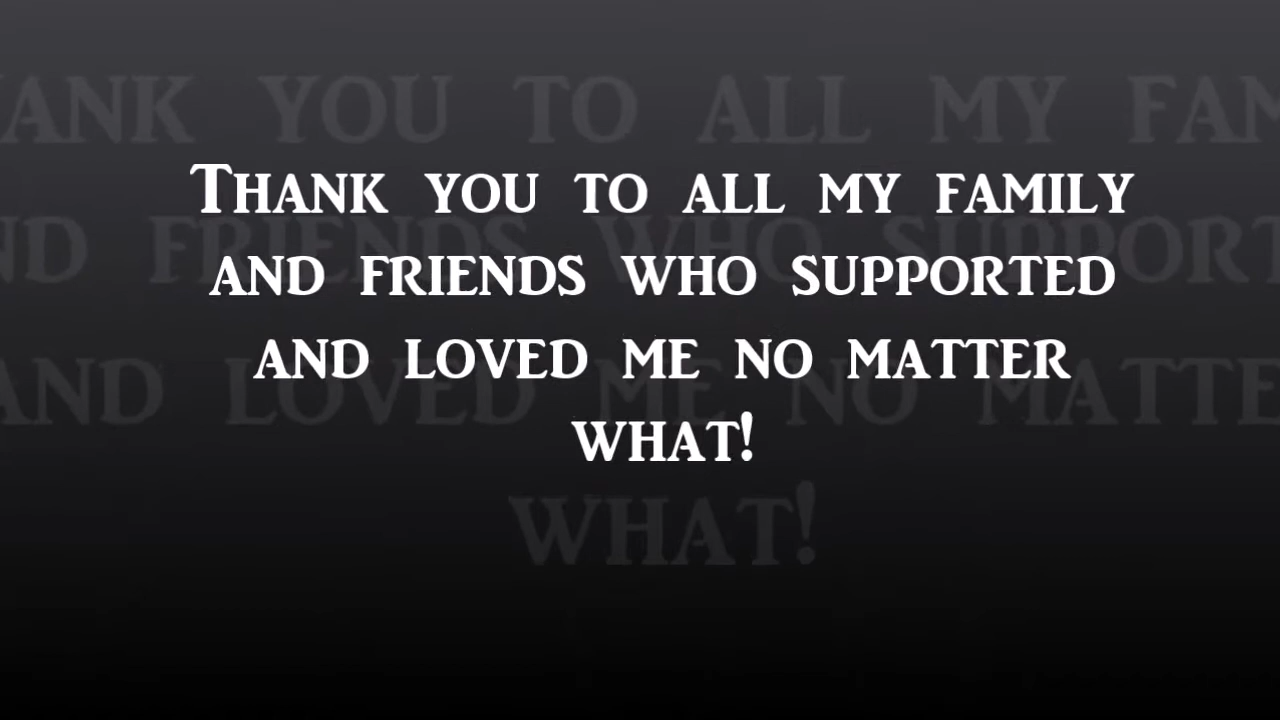 Thank you to all my family
and friends who supported
and loved me no matter
what!